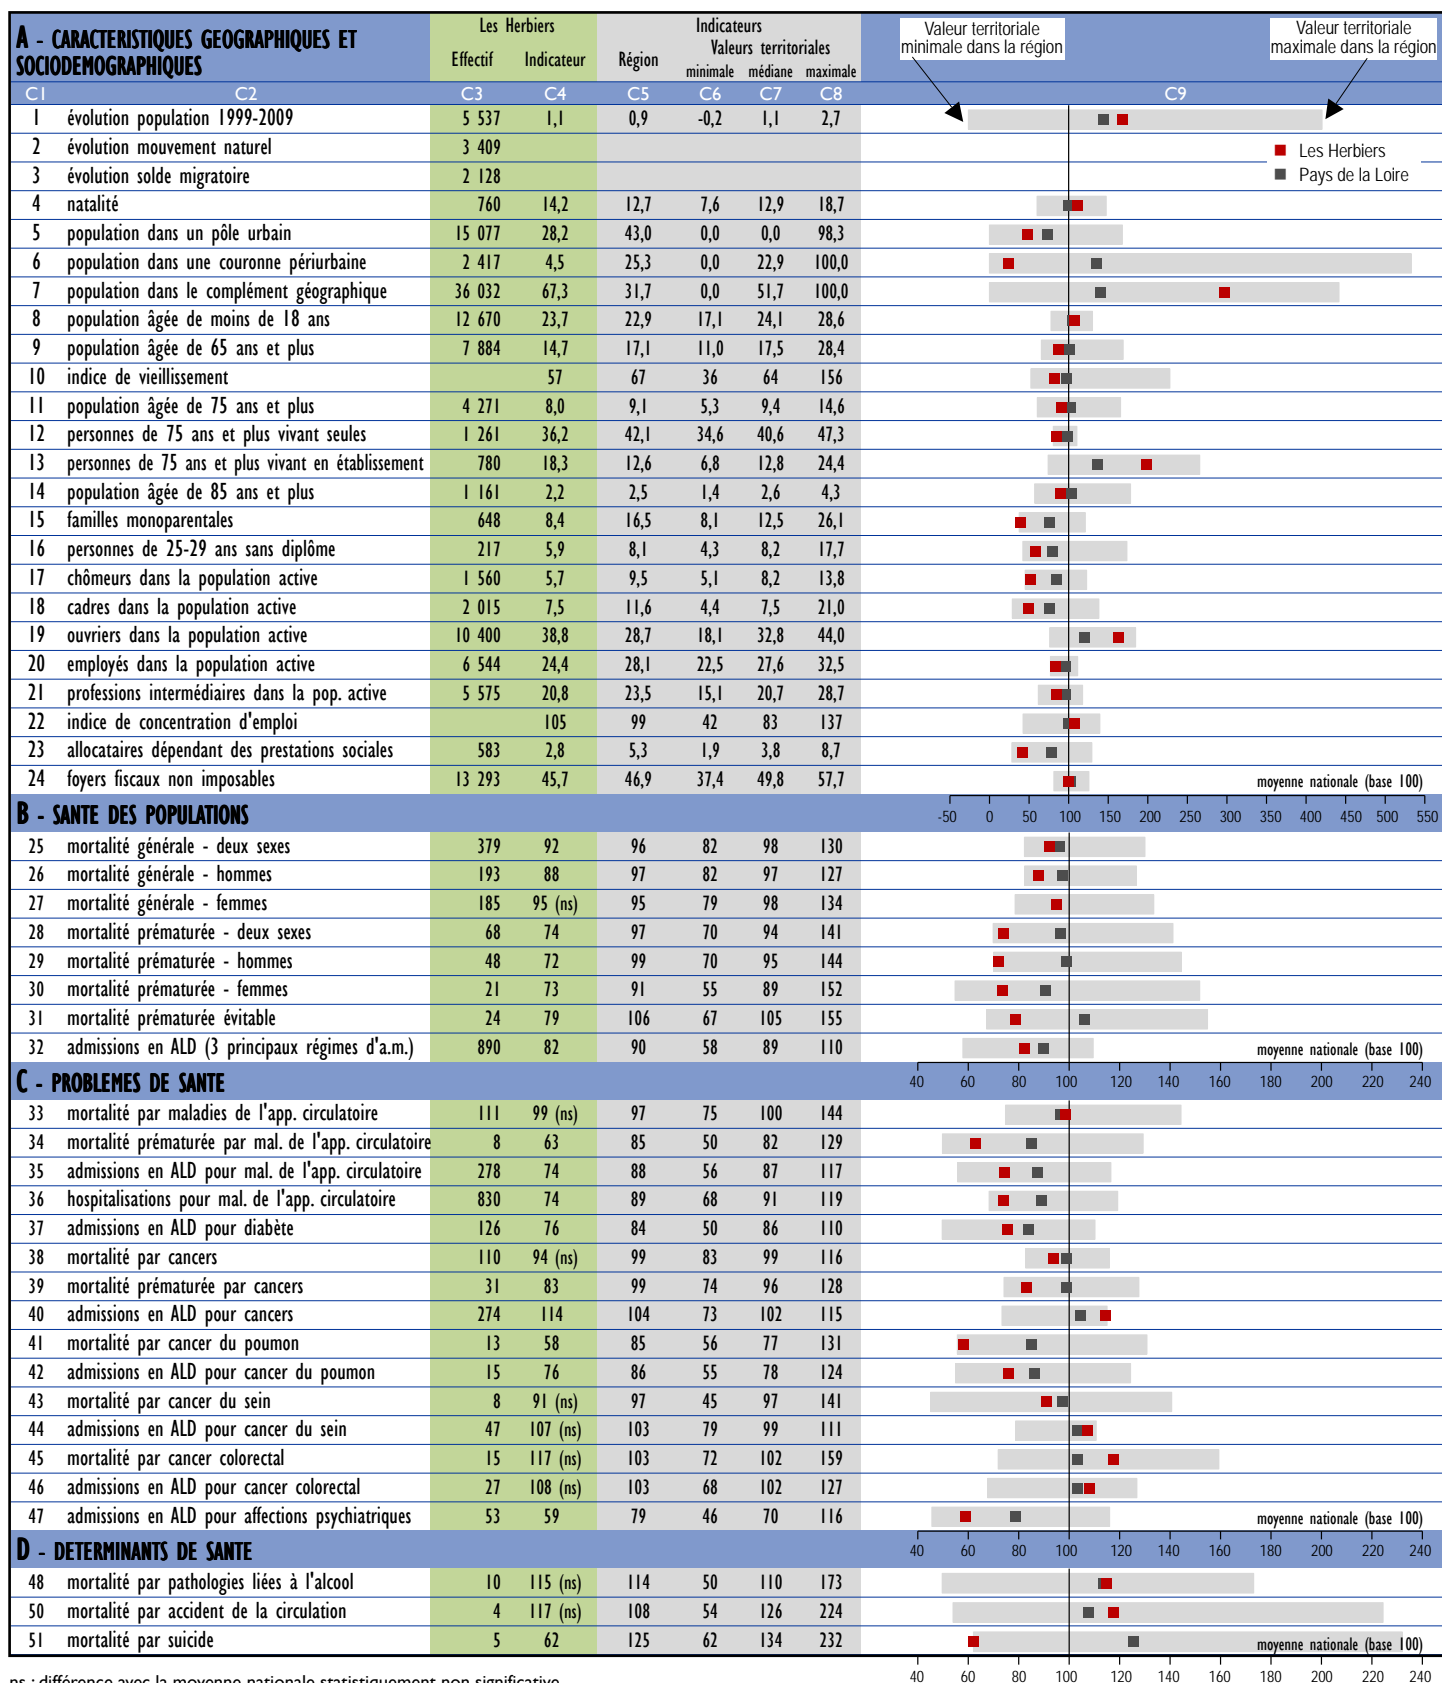 A - CARACTERISTIQUES GEOGRAPHIQUES ET SOCIODEMOGRAPHIQUES
Les Herbiers
Effectif Indicateur
Indicateurs
Région
Valeurs territoriales
minimale médiane maximale
Valeur territoriale minimale dans la région
Valeur territoriale maximale dans la région
C1 C2 C3 C4 C5 C6 C7 C8 C9
1 évolution population 1999-2009 5 537 1,1 0,9 -0,2 1,1 2,7
2 évolution mouvement naturel 3 409
Les Herbiers
3 évolution solde migratoire 2 128
Pays de la Loire
4 natalité 760 14,2 12,7 7,6 12,9 18,7
5 population dans un pôle urbain 15 077 28,2 43,0 0,0 0,0 98,3
6 population dans une couronne périurbaine 2 417 4,5 25,3 0,0 22,9 100,0
7 population dans le complément géographique 36 032 67,3 31,7 0,0 51,7 100,0
8 population âgée de moins de 18 ans 12 670 23,7 22,9 17,1 24,1 28,6
9 population âgée de 65 ans et plus 7 884 14,7 17,1 11,0 17,5 28,4
10 indice de vieillissement 57 67 36 64 156
11 population âgée de 75 ans et plus 4 271 8,0 9,1 5,3 9,4 14,6
12 personnes de 75 ans et plus vivant seules 1 261 36,2 42,1 34,6 40,6 47,3
13 personnes de 75 ans et plus vivant en établissement 780 18,3 12,6 6,8 12,8 24,4
14 population âgée de 85 ans et plus 1 161 2,2 2,5 1,4 2,6 4,3
15 familles monoparentales 648 8,4 16,5 8,1 12,5 26,1
16 personnes de 25-29 ans sans diplôme 217 5,9 8,1 4,3 8,2 17,7
17 chômeurs dans la population active 1 560 5,7 9,5 5,1 8,2 13,8
18 cadres dans la population active 2 015 7,5 11,6 4,4 7,5 21,0
19 ouvriers dans la population active 10 400 38,8 28,7 18,1 32,8 44,0
20 employés dans la population active 6 544 24,4 28,1 22,5 27,6 32,5
21 professions intermédiaires dans la pop. active 5 575 20,8 23,5 15,1 20,7 28,7
22 indice de concentration d'emploi 105 99 42 83 137
23 allocataires dépendant des prestations sociales 583 2,8 5,3 1,9 3,8 8,7
24 foyers fiscaux non imposables 13 293 45,7 46,9 37,4 49,8 57,7 moyenne nationale (base 100)
B - SANTE DES POPULATIONS
-50 0 50 100 150 200 250 300 350 400 450 500 550
25 mortalité générale - deux sexes 379 92 96 82 98 130
26 mortalité générale - hommes 193 88 97 82 97 127
27 mortalité générale - femmes 185 95 (ns) 95 79 98 134
28 mortalité prématurée - deux sexes 68 74 97 70 94 141
29 mortalité prématurée - hommes 48 72 99 70 95 144
30 mortalité prématurée - femmes 21 73 91 55 89 152
31 mortalité prématurée évitable 24 79 106 67 105 155
32 admissions en ALD (3 principaux régimes d'a.m.) 890 82 90 58 89 110 moyenne nationale (base 100)
C - PROBLEMES DE SANTE
40 60 80 100 120 140 160 180 200 220 240
33 mortalité par maladies de l'app. circulatoire 111 99 (ns) 97 75 100 144
34 mortalité prématurée par mal. de l'app. circulatoire 8 63 85 50 82 129
35 admissions en ALD pour mal. de l'app. circulatoire 278 74 88 56 87 117
36 hospitalisations pour mal. de l'app. circulatoire 830 74 89 68 91 119
37 admissions en ALD pour diabète 126 76 84 50 86 110
38 mortalité par cancers 110 94 (ns) 99 83 99 116
39 mortalité prématurée par cancers 31 83 99 74 96 128
40 admissions en ALD pour cancers 274 114 104 73 102 115
41 mortalité par cancer du poumon 13 58 85 56 77 131
42 admissions en ALD pour cancer du poumon 15 76 86 55 78 124
43 mortalité par cancer du sein 8 91 (ns) 97 45 97 141
44 admissions en ALD pour cancer du sein 47 107 (ns) 103 79 99 111
45 mortalité par cancer colorectal 15 117 (ns) 103 72 102 159
46 admissions en ALD pour cancer colorectal 27 108 (ns) 103 68 102 127
47 admissions en ALD pour affections psychiatriques 53 59 79 46 70 116 moyenne nationale (base 100)
D - DETERMINANTS DE SANTE
40 60 80 100 120 140 160 180 200 220 240
48 mortalité par pathologies liées à l'alcool 10 115 (ns) 114 50 110 173
50 mortalité par accident de la circulation 4 117 (ns) 108 54 126 224
51 mortalité par suicide 5 62 125 62 134 232 moyenne nationale (base 100)
40 60 80 100 120 140 160 180 200 220 240
ns : différence avec la moyenne nationale statistiquement non significative